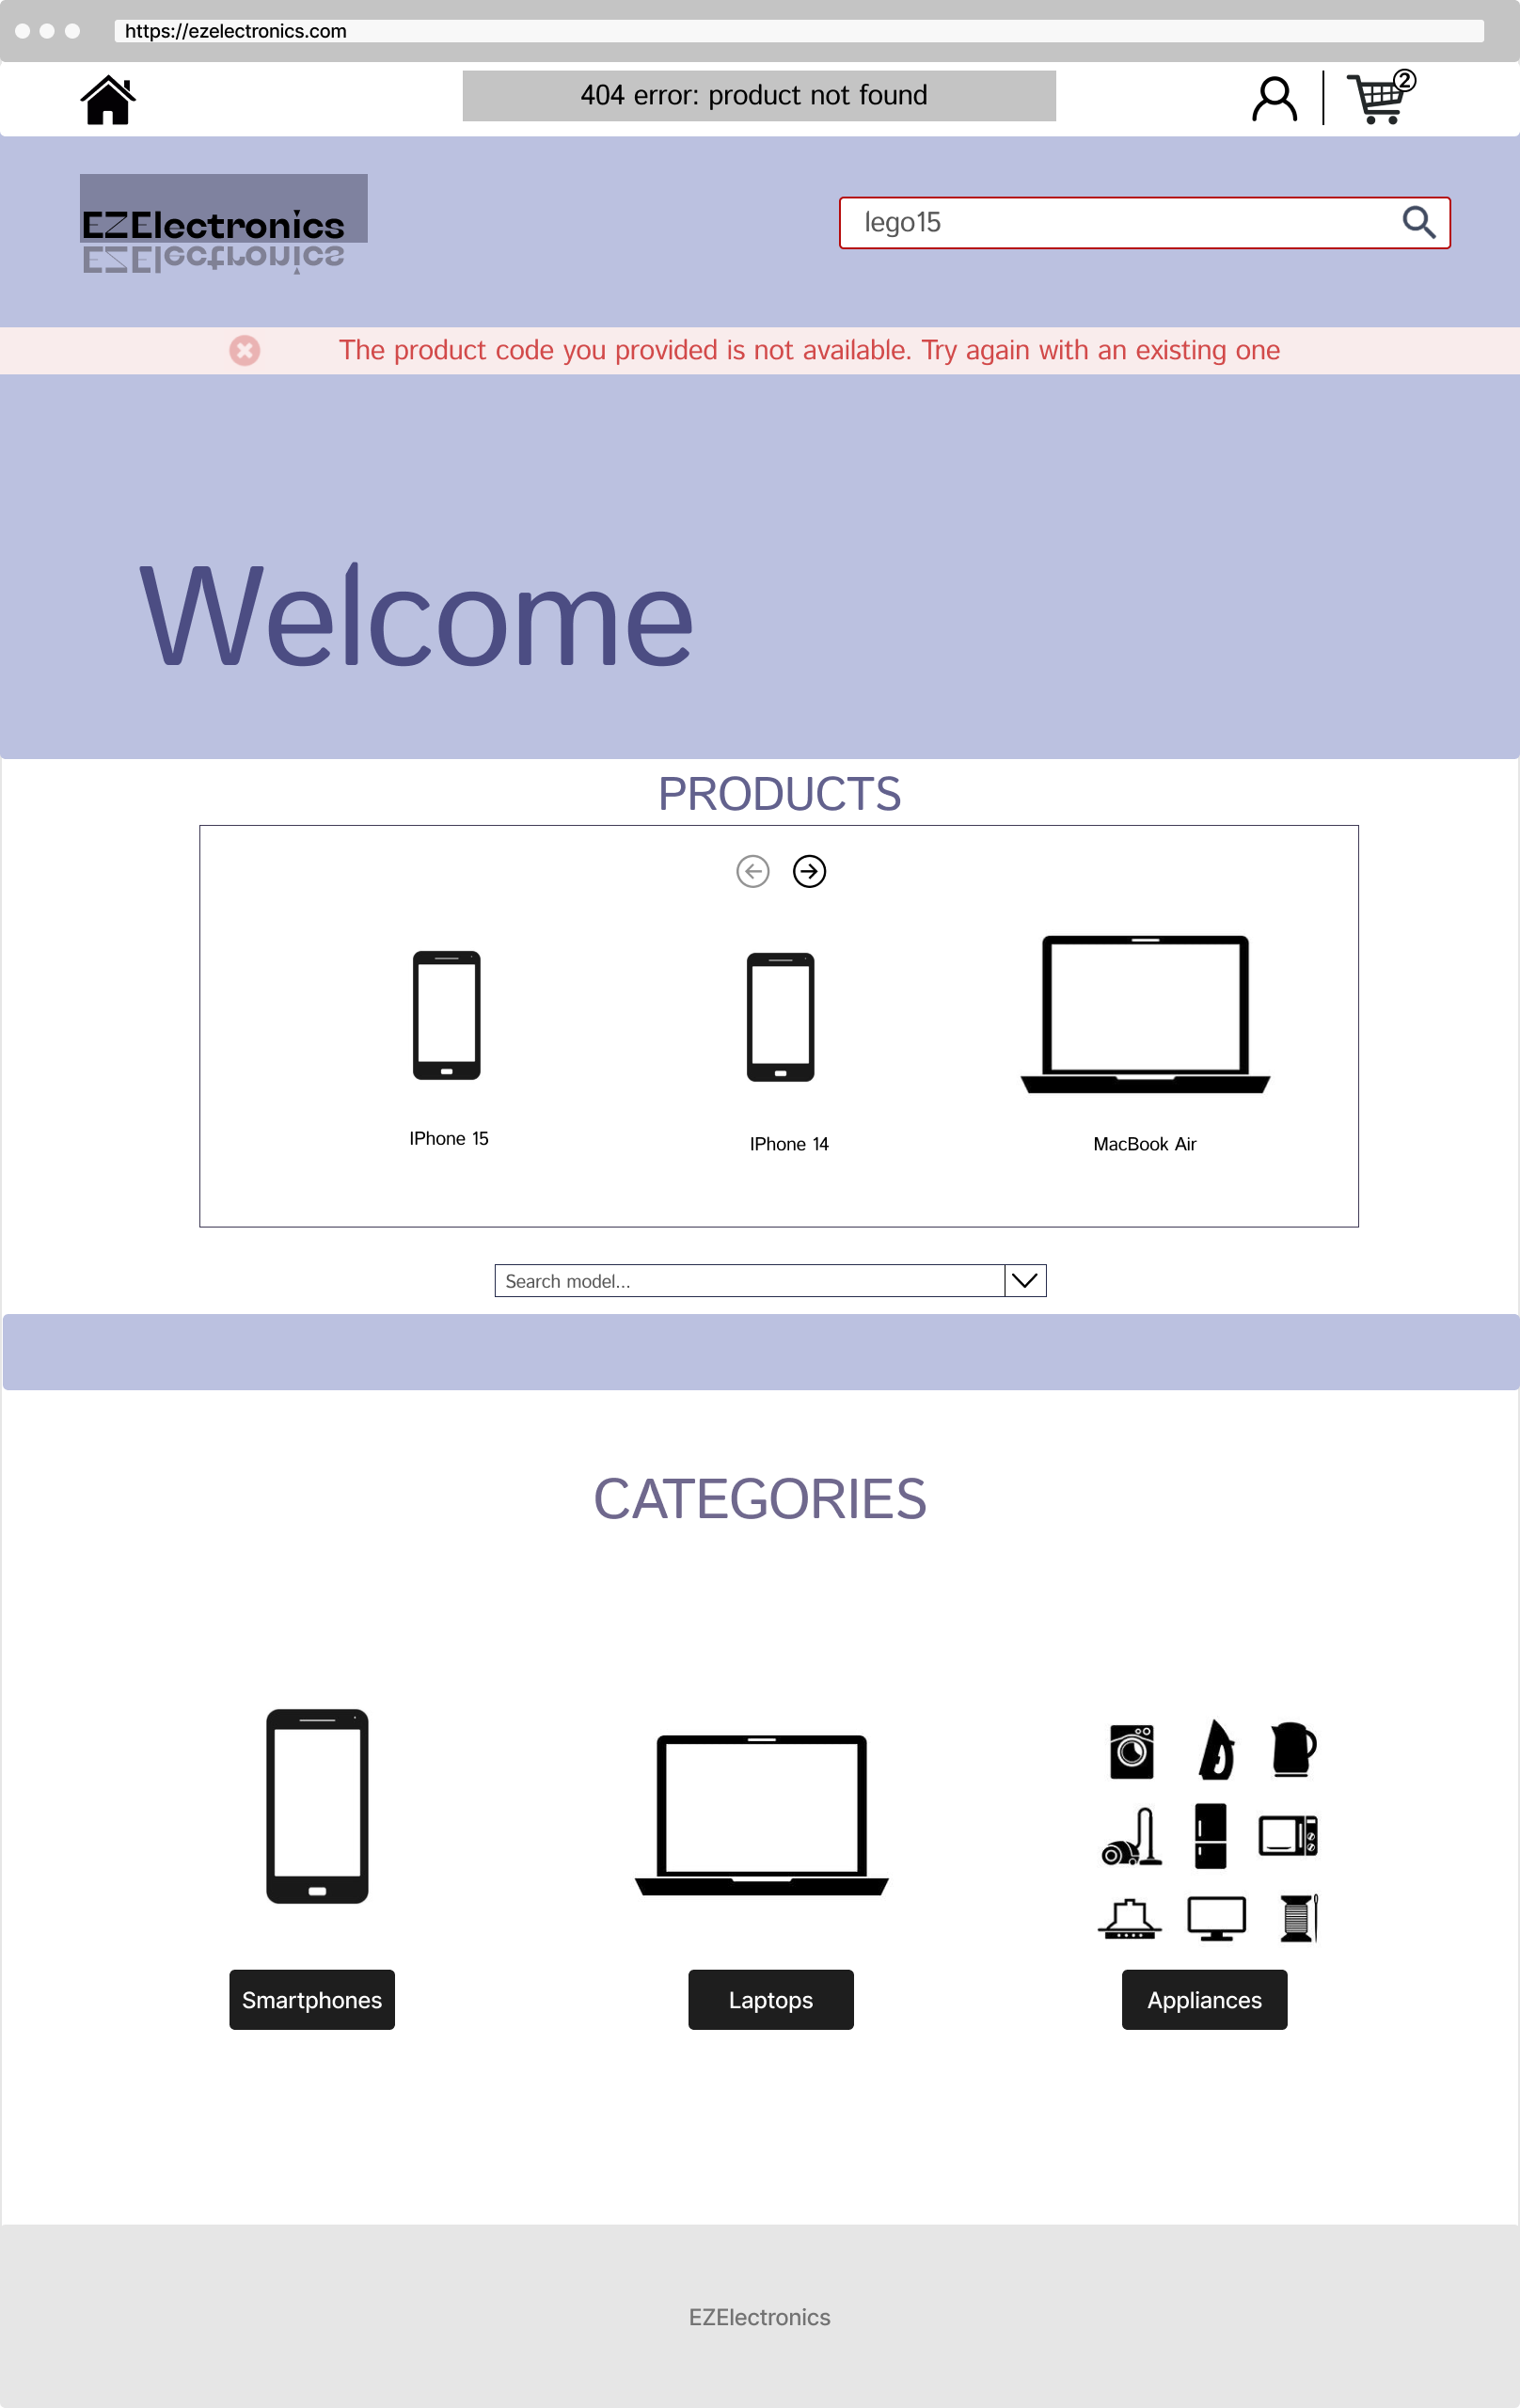 https://ezelectronics.com
404 error: product not found
2
EZElectronics
EZElectronics
lego15
The product code you provided is not available. Try again with an existing one
Welcome
PRODUCTS
IPhone 15
IPhone 14
MacBook Air
Search model...
CATEGORIES
Smartphones
Laptops
Appliances
EZElectronics